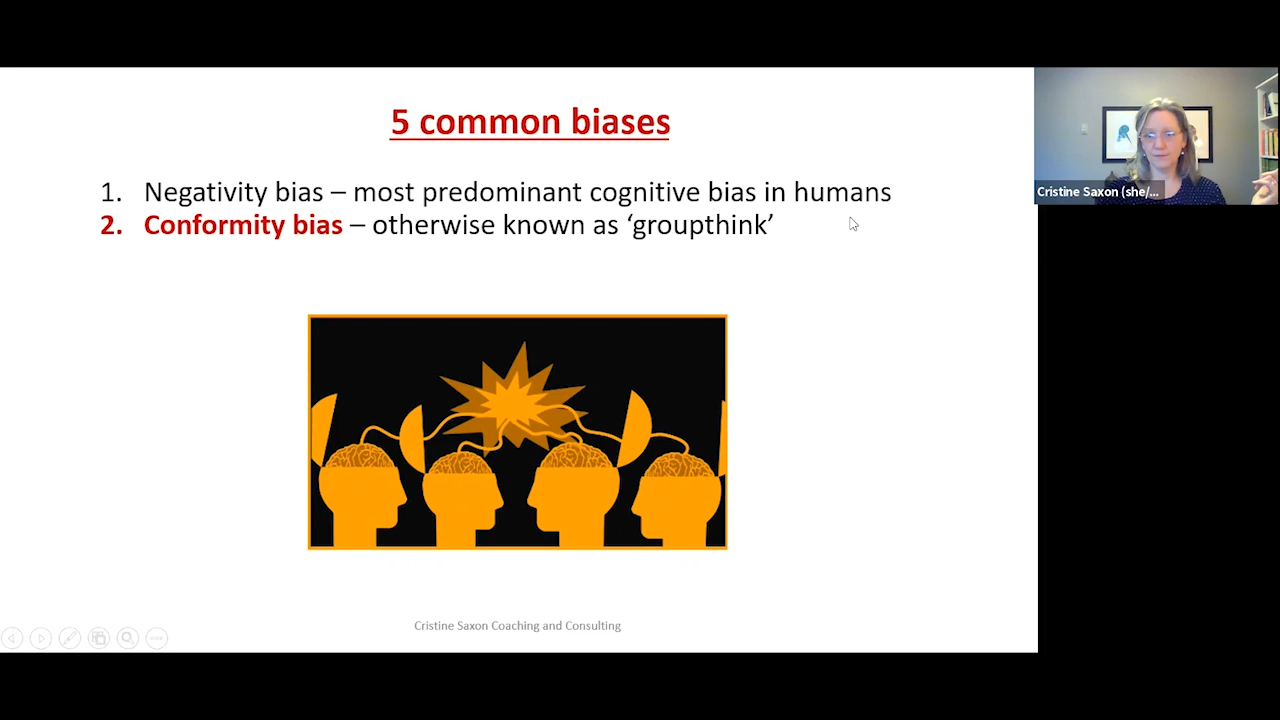 5 common biases
1. Negativity bias – most predominant cognitive bias in humans
2. Conformity bias – otherwise known as ‘groupthink’
Cristine Saxon Coaching and Consulting
Cristine Saxon (she/...